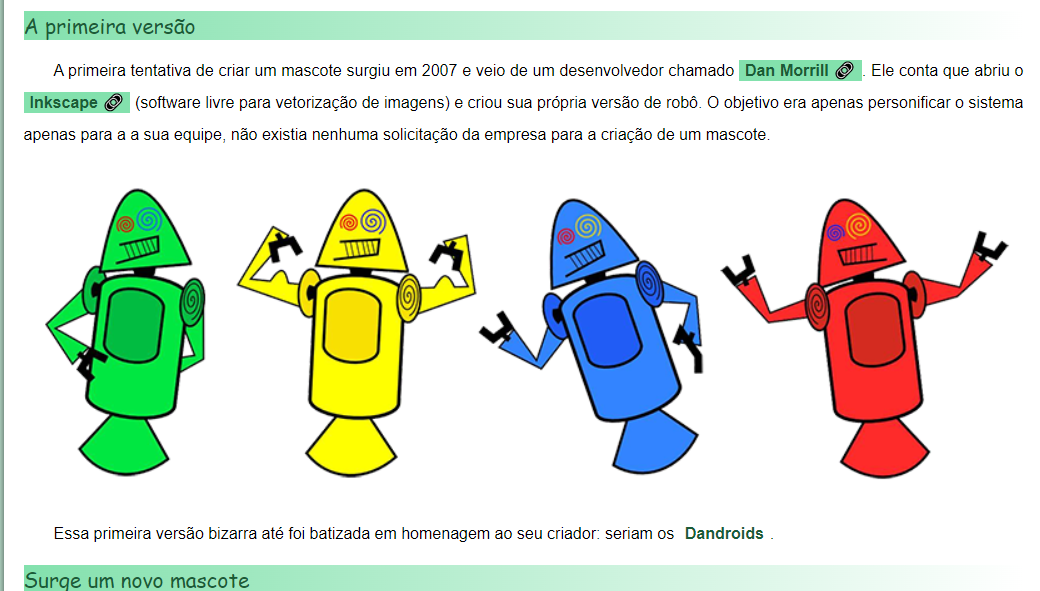 A primeira versão
A primeira tentativa de criar um mascote surgiu em 2007 e veio de um desenvolvedor chamado Dan Morrill . Ele conta que abriu o
Inkscape (software livre para vetorização de imagens) e criou sua própria versão de robô. O objetivo era apenas personificar o sistema
apenas para a a sua equipe, não existia nenhuma solicitação da empresa para a criação de um mascote.
Essa primeira versão bizarra até foi batizada em homenagem ao seu criador: seriam os Dandroids .
Surge um novo mascote